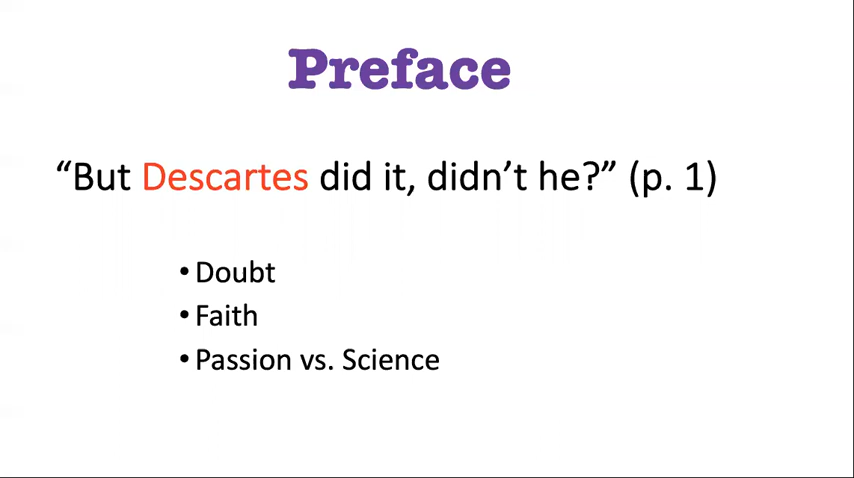 Preface
“But Descartes did it, didn’t he?” (p. 1)
• Doubt
• Faith
• Passion vs. Science